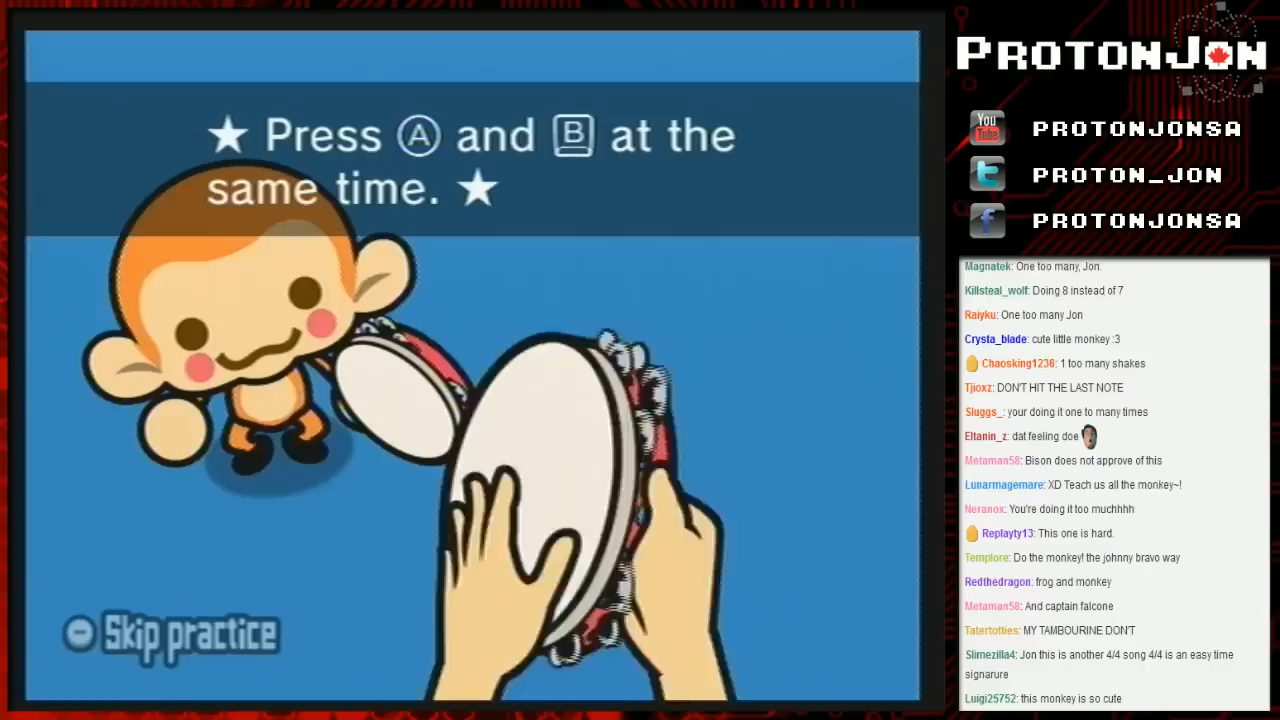 ★ Press Ⓐ and B at the
same time. ★
⊖ Skip practice
PROTONJON
You
Tube
PROTONJONSA
PROTON_JON
PROTONJONSA
Magnatek: One too many, Jon.
Killsteal_wolf: Doing 8 instead of 7
Raiyku: One too many Jon
Crysta_blade: cute little monkey :3
Chaosking1236: 1 too many shakes
Tjioxz: DON'T HIT THE LAST NOTE
Sluggs_: your doing it one to many times
Eltanin_z: dat feeling doe
Metaman58: Bison does not approve of this
Lunarmagemare: XD Teach us all the monkey~!
Neranox: You're doing it too muchhhh
Replayty13: This one is hard.
Templore: Do the monkey! the johnny bravo way
Redthedragon: frog and monkey
Metaman58: And captain falcone
Tatertotties: MY TAMBOURINE DON'T
Slimezilla4: Jon this is another 4/4 song 4/4 is an easy time
signarure
Luigi25752: this monkey is so cute